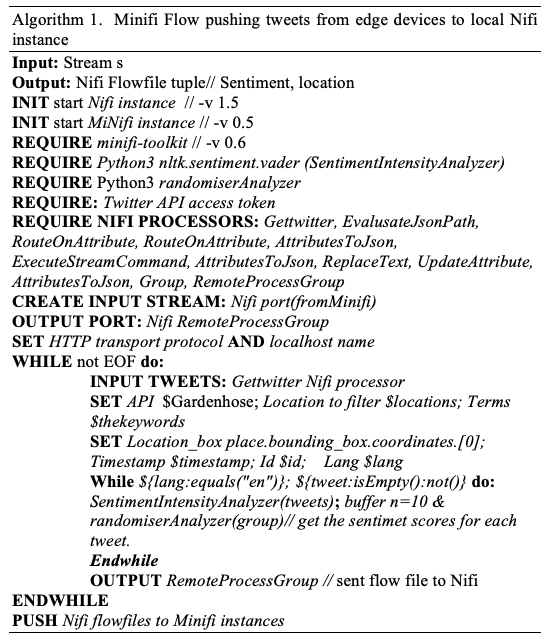 Algorithm 1.  Minifi Flow pushing tweets from edge devices to local Nifi
instance
Input: Stream s
Output: Nifi Flowfile tuple// Sentiment, location
INIT start Nifi instance  // -v 1.5
INIT start MiNifi instance // -v 0.5
REQUIRE minifi-toolkit // -v 0.6
REQUIRE Python3 nltk.sentiment.vader (SentimentIntensityAnalyzer)
REQUIRE Python3 randomiserAnalyzer
REQUIRE: Twitter API access token
REQUIRE NIFI PROCESSORS: Gettwitter, EvalusateJsonPath,
RouteOnAttribute, RouteOnAttribute, AttributesToJson,
ExecuteStreamCommand, AttributesToJson, ReplaceText, UpdateAttribute,
AttributesToJson, Group, RemoteProcessGroup
CREATE INPUT STREAM: Nifi port(fromMinifi)
OUTPUT PORT: Nifi RemoteProcessGroup
SET HTTP transport protocol AND localhost name
WHILE not EOF do:
INPUT TWEETS: Gettwitter Nifi processor
SET API  $Gardenhose; Location to filter $locations; Terms
$thekeywords
SET Location_box place.bounding_box.coordinates.[0];
Timestamp $timestamp; Id $id;   Lang $lang
While ${lang:equals("en")}; ${tweet:isEmpty():not()} do:
SentimentIntensityAnalyzer(tweets); buffer n=10 &
randomiserAnalyzer(group)// get the sentimet scores for each
tweet.
Endwhile
OUTPUT RemoteProcessGroup // sent flow file to Nifi
ENDWHILE
PUSH Nifi flowfiles to Minifi instances